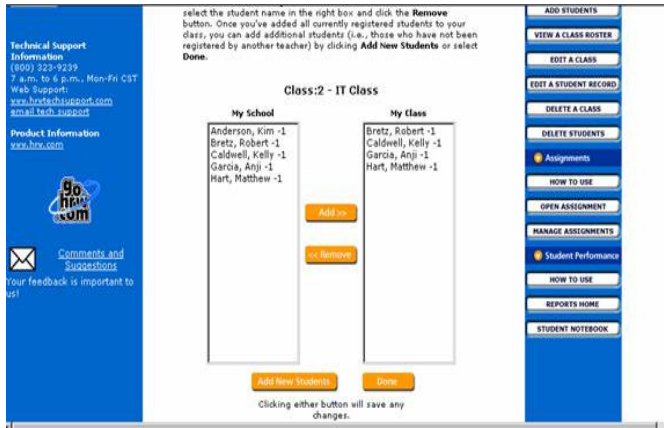 Technical Support
Information
(800) 323-9239
7 a.m. to 6 p.m., Mon-Fri CST
Web Support:
www.hrwtechsupport.com
email tech support
Product Information
www.hrw.com
go.
hrw.
com
Comments and
Suggestions
Your feedback is important to
us!
select the student name in the right box and click the Remove
button. Once you've added all currently registered students to your
class, you can add additional students (i.e., those who have not been
registered by another teacher) by clicking Add New Students or select
Done.
Class:2 - IT Class
My School
Anderson, Kim -1
Bretz, Robert -1
Caldwell, Kelly -1
Garcia, Anji -1
Hart, Matthew -1
Add >>
<< Remove
My Class
Bretz, Robert -1
Caldwell, Kelly -1
Garcia, Anji -1
Hart, Matthew -1
Add New Students
Done
Clicking either button will save any
changes.
ADD STUDENTS
VIEW A CLASS ROSTER
EDIT A CLASS
EDIT A STUDENT RECORD
DELETE A CLASS
DELETE STUDENTS
Assignments
HOW TO USE
OPEN ASSIGNMENT
MANAGE ASSIGNMENTS
Student Performance
HOW TO USE
REPORTS HOME
STUDENT NOTEBOOK